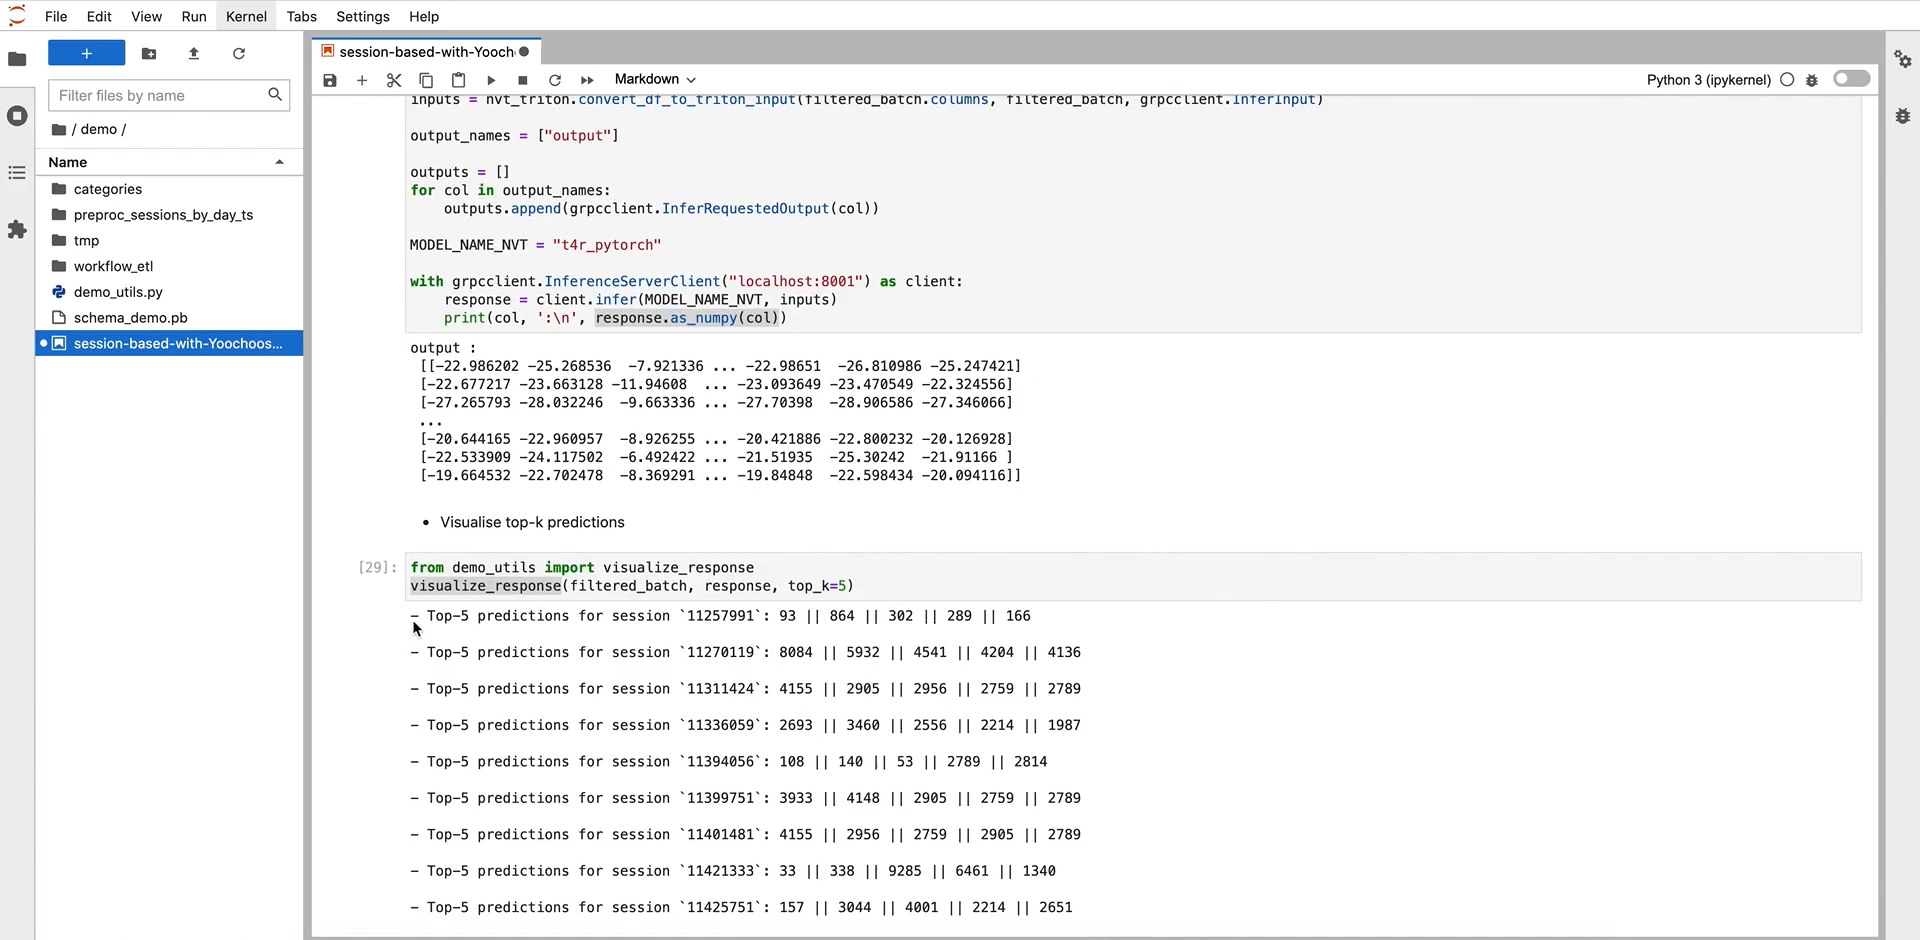 File Edit View Run Kernel Tabs Settings Help
+
Filter files by name
/ demo /
Name
categories
preproc_sessions_by_day_ts
tmp
workflow_etl
demo_utils.py
schema_demo.pb
session-based-with-Yoochoos...
session-based-with-Yooch
Markdown
Python 3 (ipykernel)
inputs = nvt_triton.convert_df_to_triton_input(filtered_batch.columns, filtered_batch, grpcclient.InferInput)
output_names = ["output"]
outputs = []
for col in output_names:
    outputs.append(grpcclient.InferRequestedOutput(col))
MODEL_NAME_NVT = "t4r_pytorch"
with grpcclient.InferenceServerClient("localhost:8001") as client:
    response = client.infer(MODEL_NAME_NVT, inputs)
    print(col, ':\n', response.as_numpy(col))
output :
[[-22.986202 -25.268536  -7.921336 ... -22.98651  -26.810986 -25.247421]
[-22.677217 -23.663128 -11.94608  ... -23.093649 -23.470549 -22.324556]
[-27.265793 -28.032246  -9.663336 ... -27.70398  -28.906586 -27.346066]
...
[-20.644165 -22.960957  -8.926255 ... -20.421886 -22.800232 -20.126928]
[-22.533909 -24.117502  -6.492422 ... -21.51935  -25.30242  -21.91166 ]
[-19.664532 -22.702478  -8.369291 ... -19.84848  -22.598434 -20.094116]]
• Visualise top-k predictions
[29]: from demo_utils import visualize_response
visualize_response(filtered_batch, response, top_k=5)
- Top-5 predictions for session `11257991`: 93 || 864 || 302 || 289 || 166
- Top-5 predictions for session `11270119`: 8084 || 5932 || 4541 || 4204 || 4136
- Top-5 predictions for session `11311424`: 4155 || 2905 || 2956 || 2759 || 2789
- Top-5 predictions for session `11336059`: 2693 || 3460 || 2556 || 2214 || 1987
- Top-5 predictions for session `11394056`: 108 || 140 || 53 || 2789 || 2814
- Top-5 predictions for session `11399751`: 3933 || 4148 || 2905 || 2759 || 2789
- Top-5 predictions for session `11401481`: 4155 || 2956 || 2759 || 2905 || 2789
- Top-5 predictions for session `11421333`: 33 || 338 || 9285 || 6461 || 1340
- Top-5 predictions for session `11425751`: 157 || 3044 || 4001 || 2214 || 2651